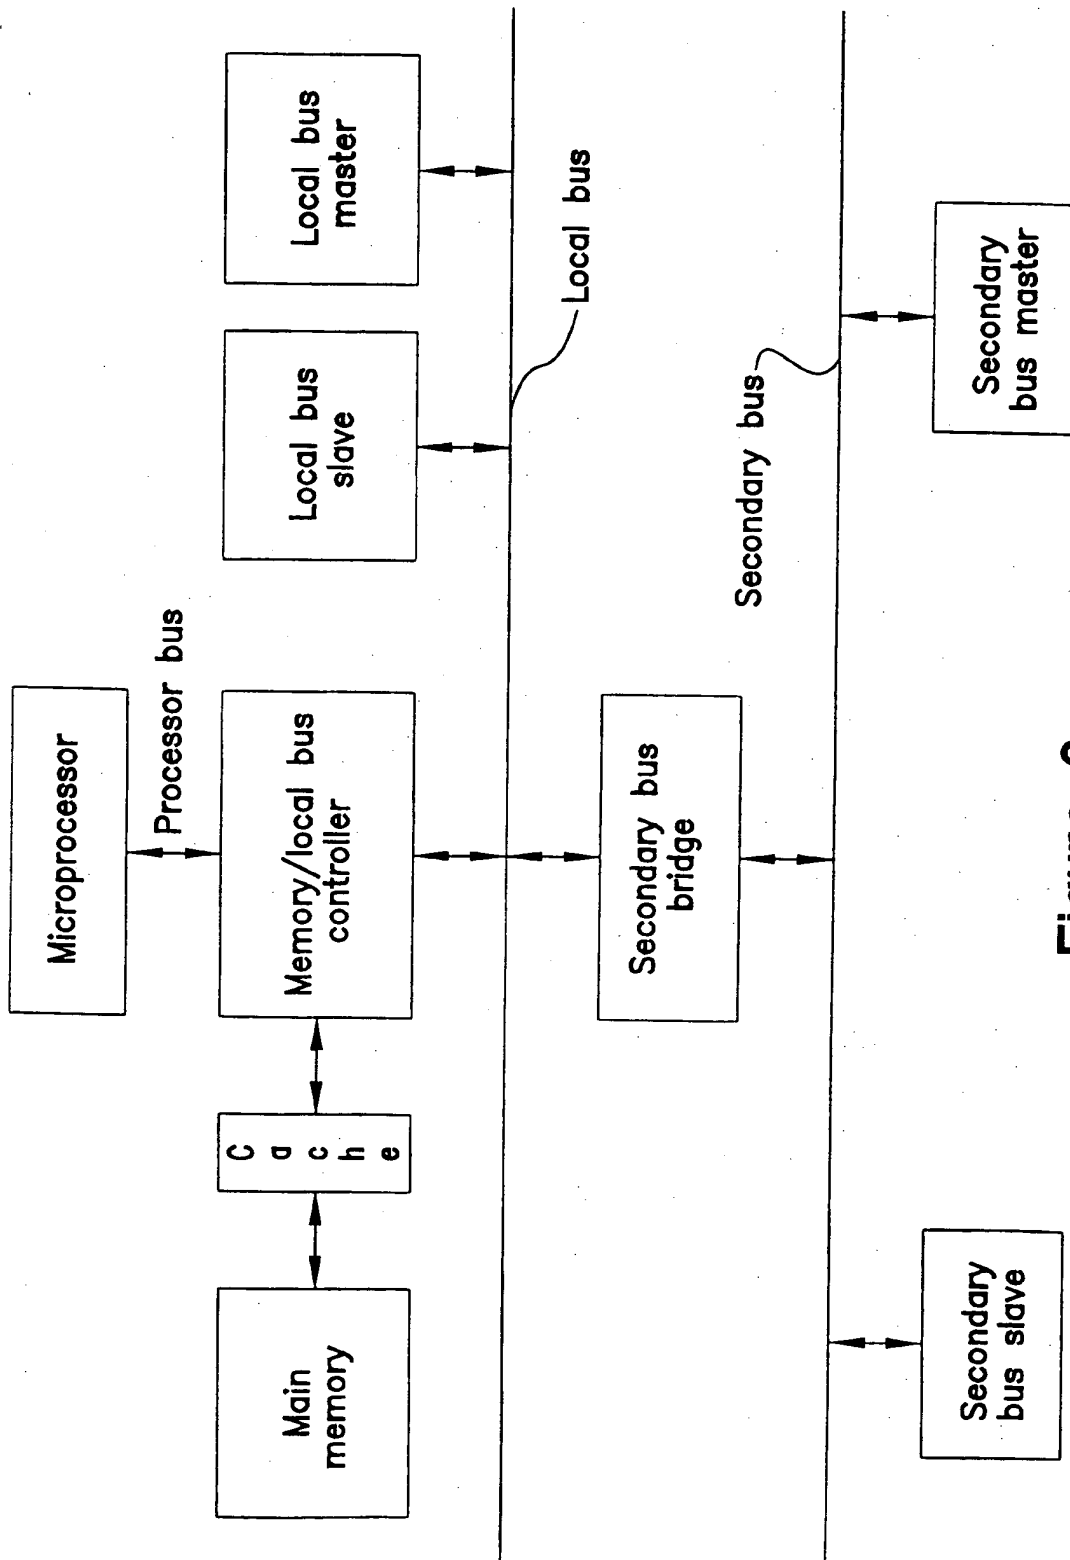 Microprocessor
Processor bus
Main
memory
C
a
c
h
e
Memory/local bus
controller
Local bus
slave
Local bus
master
Local bus
Secondary bus
bridge
Secondary bus
Secondary
bus slave
Secondary
bus master
Figure